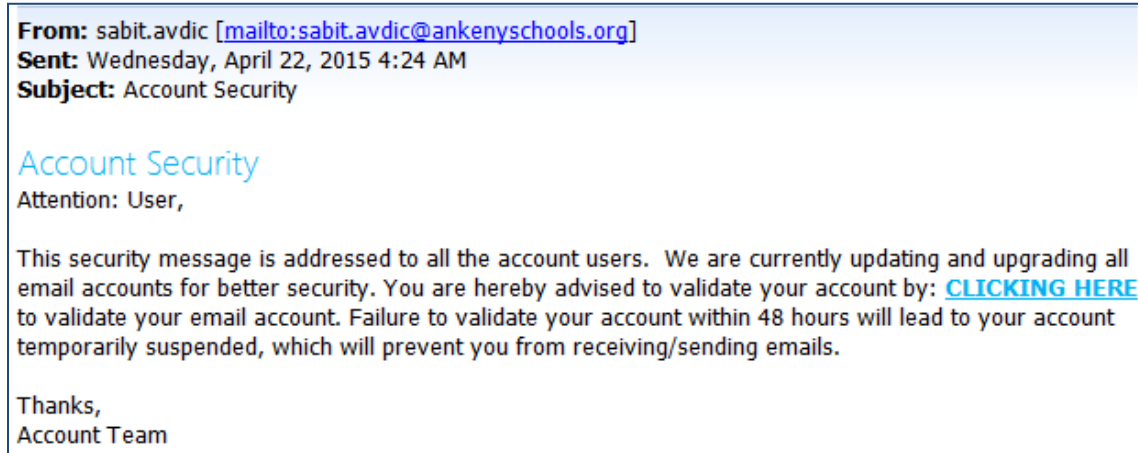 From: sabit.avdic [mailto:sabit.avdic@ankenyschools.org]
Sent: Wednesday, April 22, 2015 4:24 AM
Subject: Account Security
Account Security
Attention: User,
This security message is addressed to all the account users.  We are currently updating and upgrading all
email accounts for better security. You are hereby advised to validate your account by: CLICKING HERE
to validate your email account. Failure to validate your account within 48 hours will lead to your account
temporarily suspended, which will prevent you from receiving/sending emails.
Thanks,
Account Team